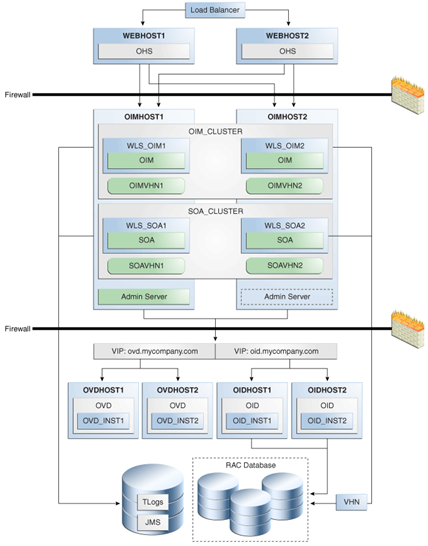 Load Balancer
WEBHOST1
OHS
WEBHOST2
OHS
Firewall
OIMHOST1
OIMHOST2
OIM_CLUSTER
WLS_OIM1
OIM
OIMVHN1
WLS_OIM2
OIM
OIMVHN2
SOA_CLUSTER
WLS_SOA1
SOA
SOAVHN1
WLS_SOA2
SOA
SOAVHN2
Admin Server
Admin Server
Firewall
VIP: ovd.mycompany.com
VIP: oid.mycompany.com
OVDHOST1
OVD
OVD_INST1
OVDHOST2
OVD
OVD_INST2
OIDHOST1
OID
OID_INST1
OIDHOST2
OID
OID_INST2
TLogs
JMS
RAC Database
VHN